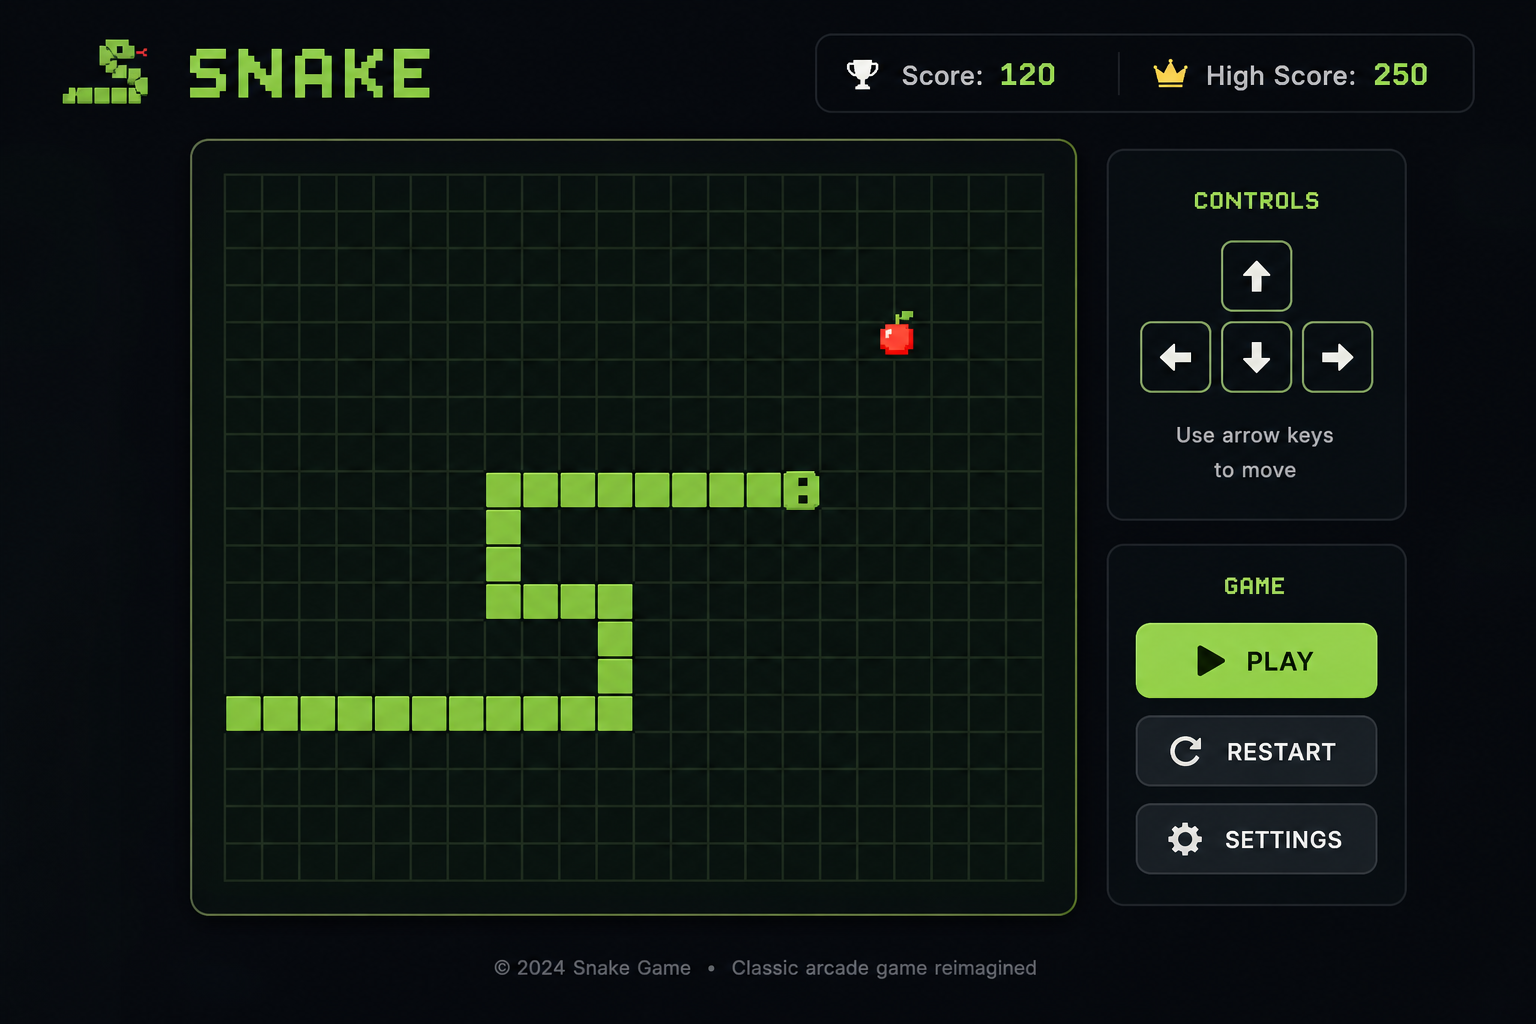 SNAKE
Score: 120
High Score: 250
CONTROLS
Use arrow keys
to move
GAME
PLAY
RESTART
SETTINGS
© 2024 Snake Game • Classic arcade game reimagined